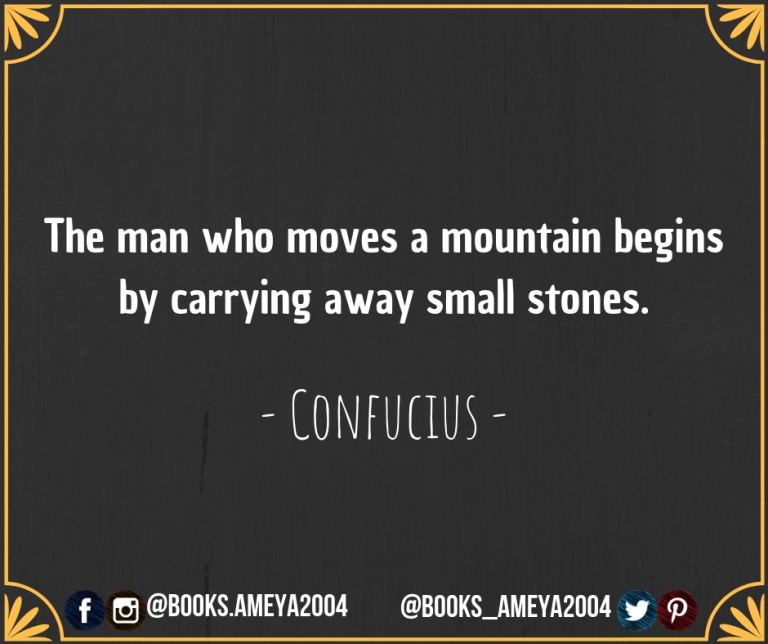 The man who moves a mountain begins
by carrying away small stones.
- CONFUCIUS -
@BOOKS.AMEYA2004 @BOOKS_AMEYA2004